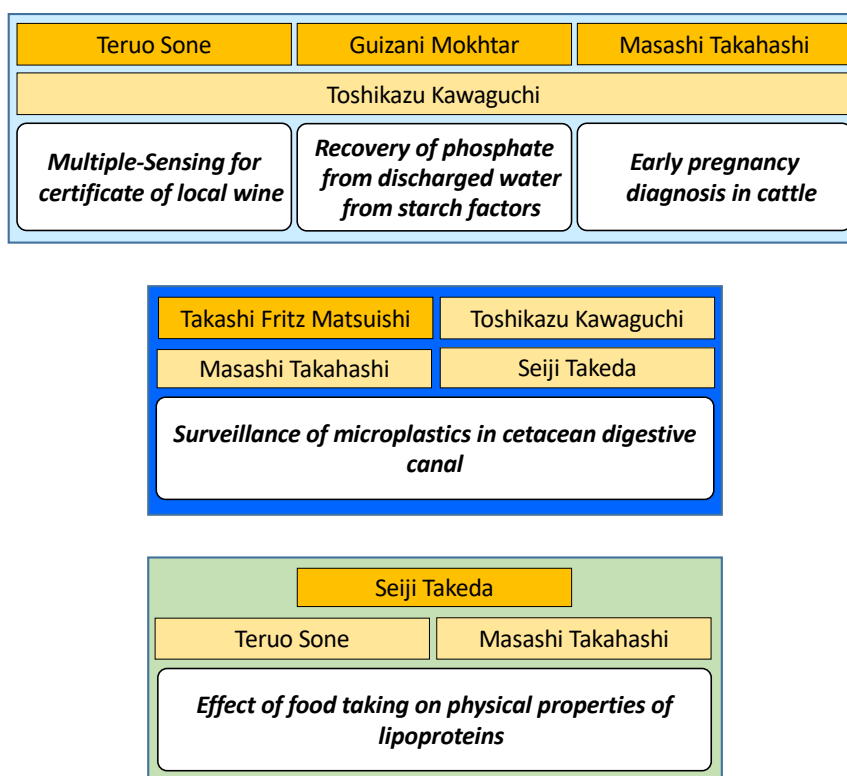 Teruo Sone
Guizani Mokhtar
Masashi Takahashi
Toshikazu Kawaguchi
Multiple-Sensing for
certificate of local wine
Recovery of phosphate
from discharged water
from starch factors
Early pregnancy
diagnosis in cattle
Takashi Fritz Matsuishi
Toshikazu Kawaguchi
Masashi Takahashi
Seiji Takeda
Surveillance of microplastics in cetacean digestive
canal
Seiji Takeda
Teruo Sone
Masashi Takahashi
Effect of food taking on physical properties of
lipoproteins